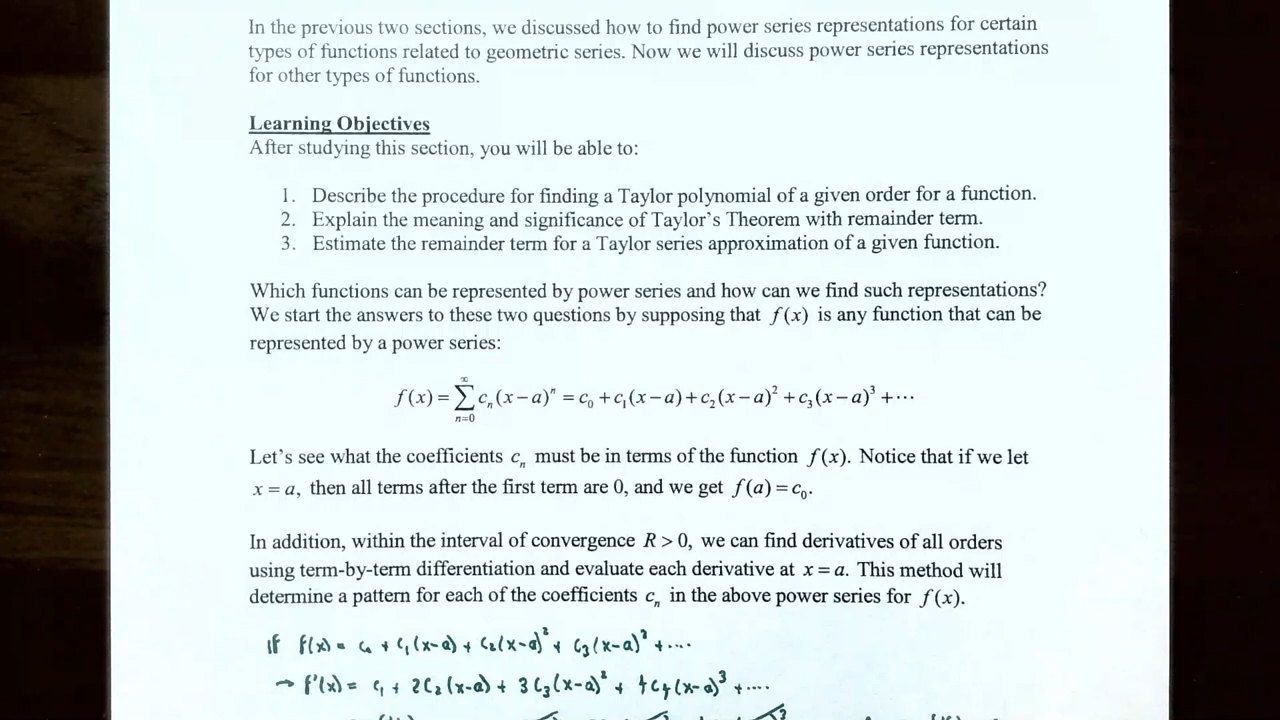 In the previous two sections, we discussed how to find power series representations for certain
types of functions related to geometric series. Now we will discuss power series representations
for other types of functions.
Learning Objectives
After studying this section, you will be able to:
1. Describe the procedure for finding a Taylor polynomial of a given order for a function.
2. Explain the meaning and significance of Taylor's Theorem with remainder term.
3. Estimate the remainder term for a Taylor series approximation of a given function.
Which functions can be represented by power series and how can we find such representations?
We start the answers to these two questions by supposing that f(x) is any function that can be
represented by a power series:
f(x) = ∑_{n=0}^{∞} c_n(x−a)^n = c_0 + c_1(x−a) + c_2(x−a)^2 + c_3(x−a)^3 + ⋯
Let's see what the coefficients c_n must be in terms of the function f(x). Notice that if we let
x = a, then all terms after the first term are 0, and we get f(a) = c_0.
In addition, within the interval of convergence R > 0, we can find derivatives of all orders
using term-by-term differentiation and evaluate each derivative at x = a. This method will
determine a pattern for each of the coefficients c_n in the above power series for f(x).
If f(x) = c_0 + c_1(x-a) + c_2(x-a)^2 + c_3(x-a)^3 + ....
→ f'(x) = c_1 + 2c_2(x-a) + 3c_3(x-a)^2 + 4c_4(x-a)^3 + ....